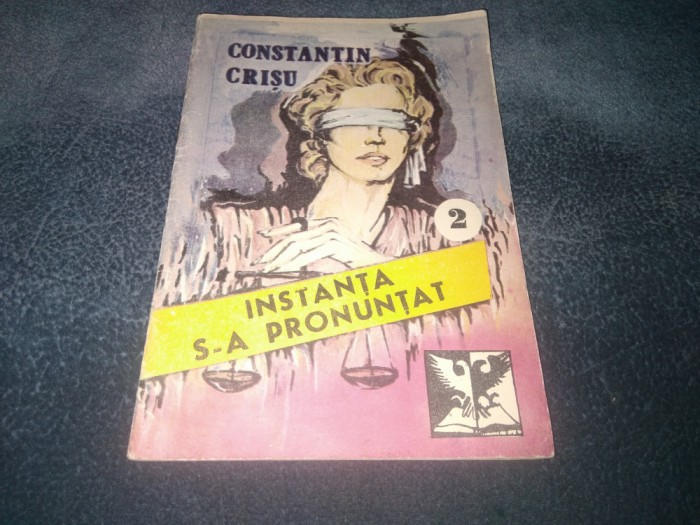 CONSTANTIN
CRIȘU
2
INSTANȚA
S-A PRONUNȚAT